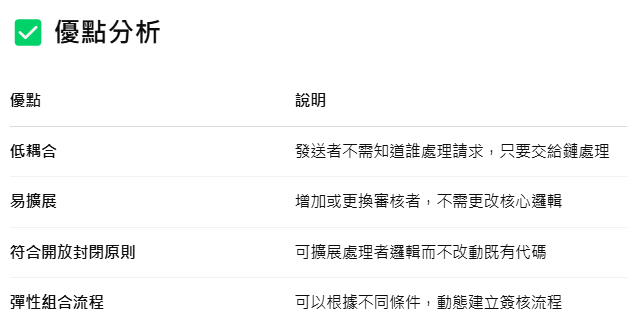 優點分析
優點 說明
低耦合 發送者不需知道誰處理請求，只要交給鏈處理
易擴展 增加或更換審核者，不需更改核心邏輯
符合開放封閉原則 可擴展處理者邏輯而不改動既有代碼
彈性組合流程 可以根據不同條件，動態建立簽核流程